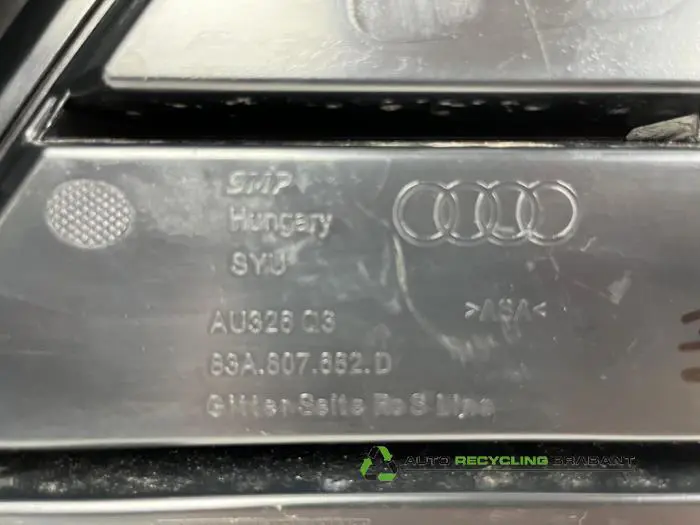 SMP
Hungary
SYU
>ASA<
AU326 Q3
83A.807.682.D
Gitter Seite Re S Line
AUTO RECYCLING BRABANT